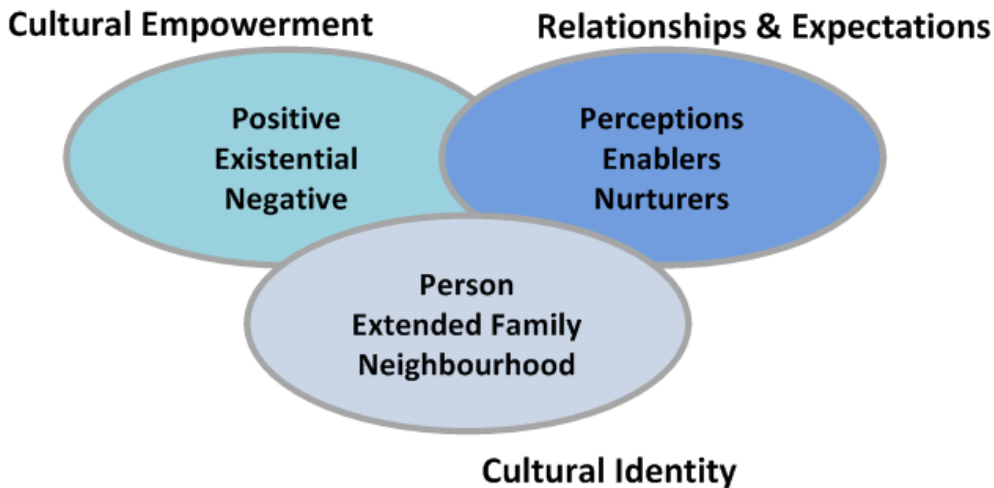 Cultural Empowerment
Relationships & Expectations
Positive
Existential
Negative
Perceptions
Enablers
Nurturers
Person
Extended Family
Neighbourhood
Cultural Identity